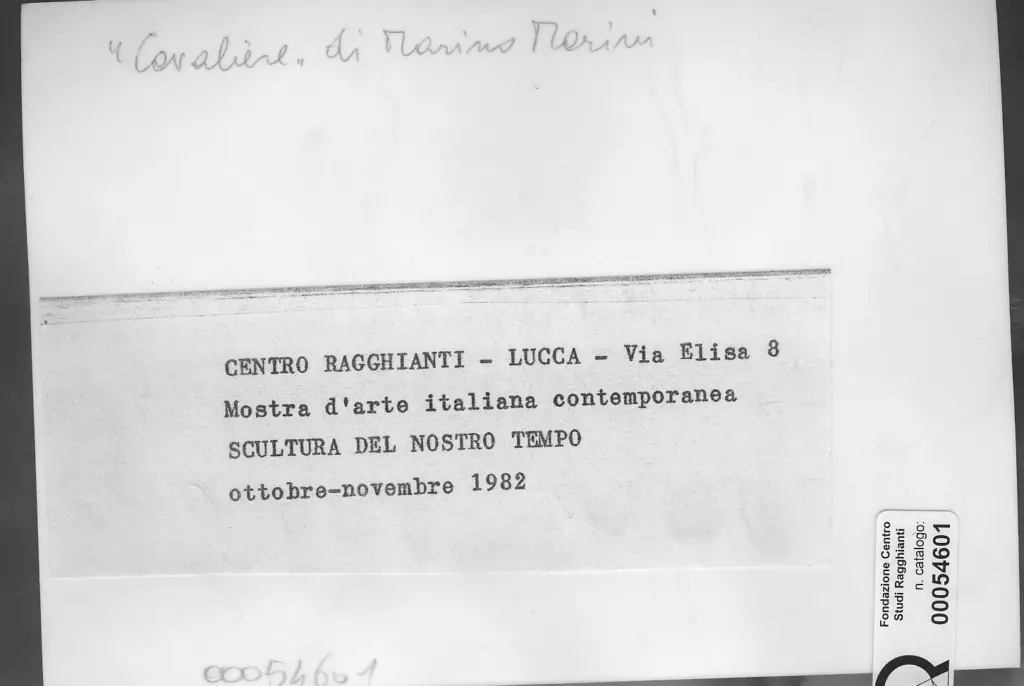 "Cavaliere" di Marino Marini
CENTRO RAGGHIANTI - LUCCA - Via Elisa 8
Mostra d'arte italiana contemporanea
SCULTURA DEL NOSTRO TEMPO
ottobre-novembre 1982
Fondazione Centro
Studi Ragghianti
n. catalogo:
00054601
00054601